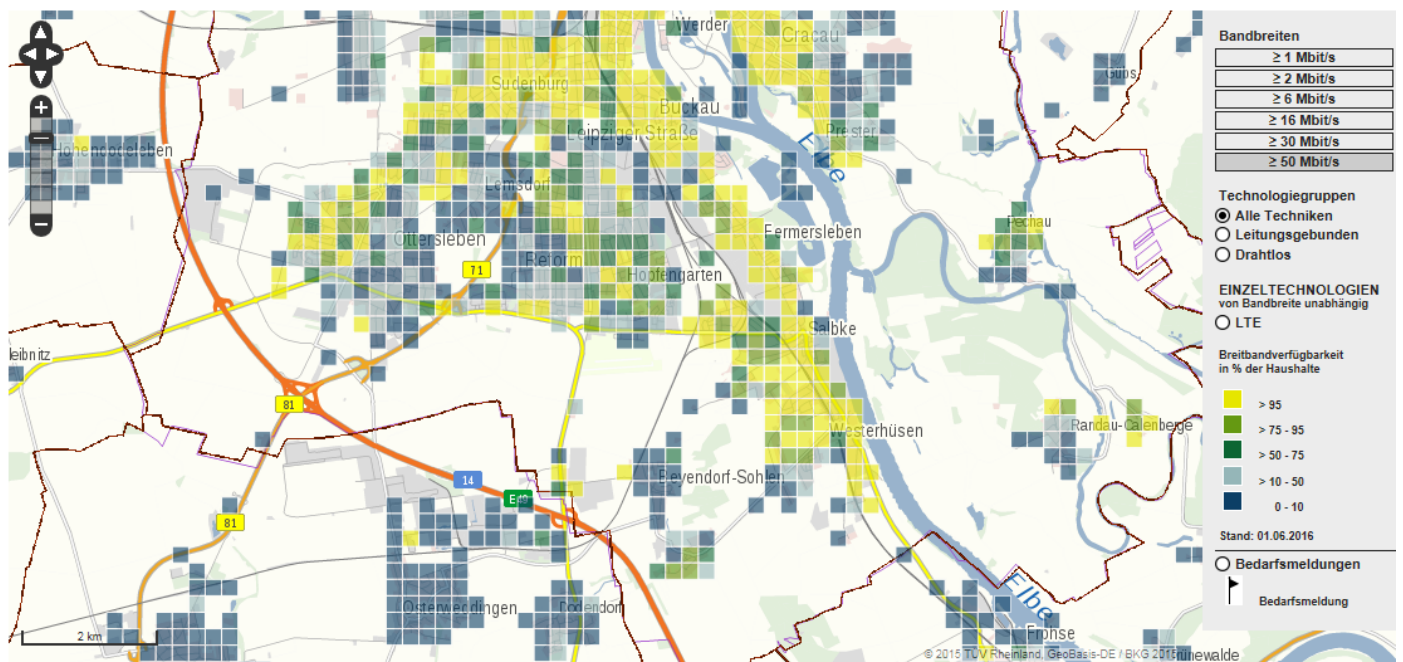 Werder
Cracau
Sudenburg
Gübs
Buckau
Leipziger Straße
Prester
Elbe
Hohendodeleben
Lemsdorf
Pechau
Ottersleben
Fermersleben
Reform
71
Hopfengarten
Salbke
leibnitz
81
Randau-Calenberge
Westerhüsen
14
Beyendorf-Sohlen
E49
81
Osterweddingen
Dodendorf
Elbe
Frohse
2 km
© 2015 TÜV Rheinland, GeoBasis-DE / BKG 2015
rünewalde
Bandbreiten
≥ 1 Mbit/s
≥ 2 Mbit/s
≥ 6 Mbit/s
≥ 16 Mbit/s
≥ 30 Mbit/s
≥ 50 Mbit/s
Technologiegruppen
Alle Techniken
Leitungsgebunden
Drahtlos
EINZELTECHNOLOGIEN
von Bandbreite unabhängig
LTE
Breitbandverfügbarkeit
in % der Haushalte
> 95
> 75 - 95
> 50 - 75
> 10 - 50
0 - 10
Stand: 01.06.2016
Bedarfsmeldungen
Bedarfsmeldung